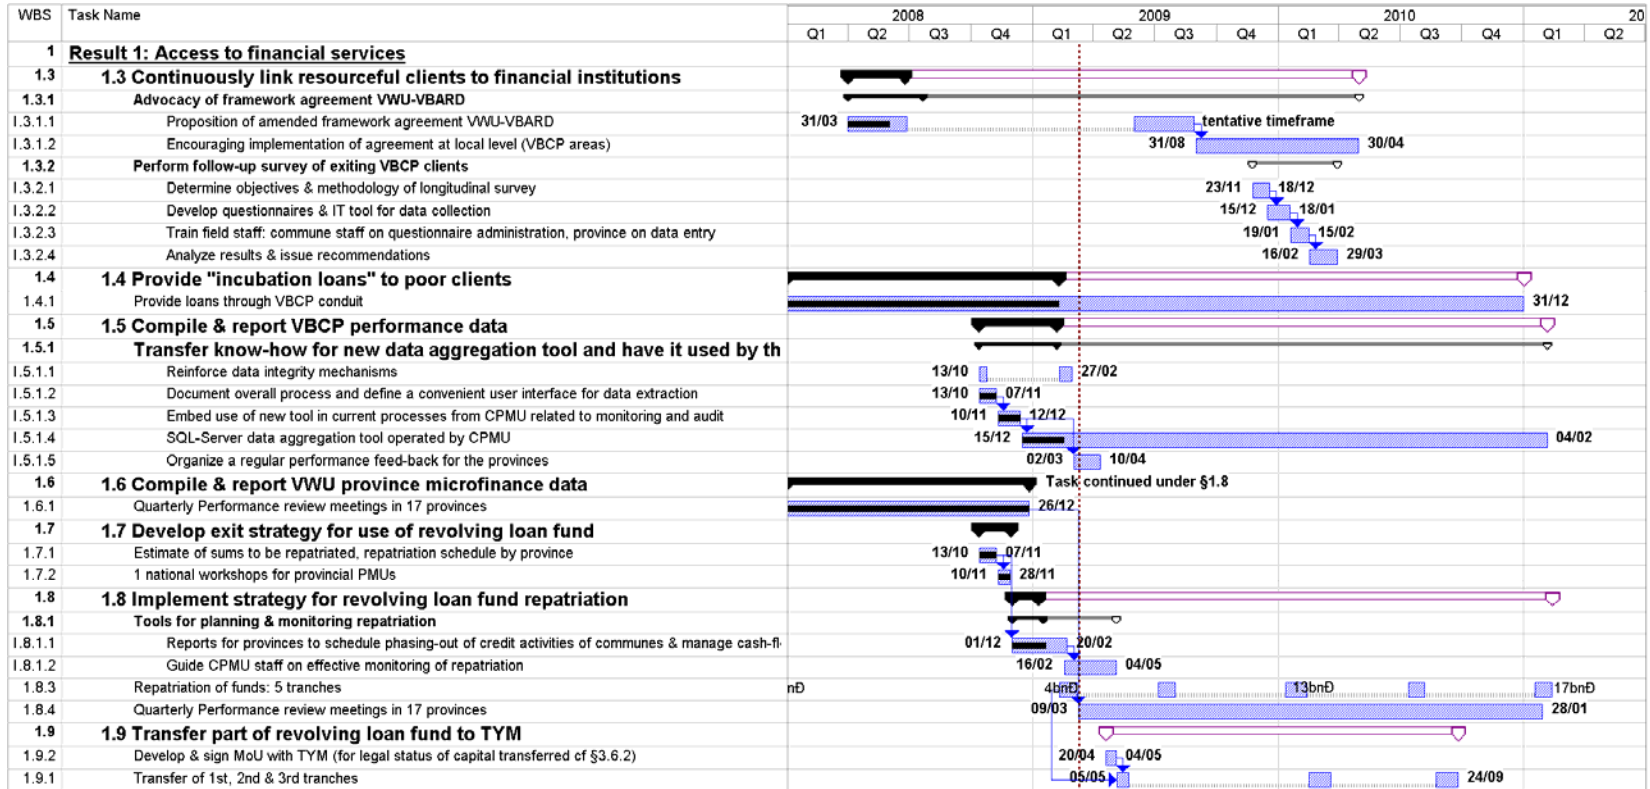 WBS Task Name 2008 2009 2010 20
Q1 Q2 Q3 Q4 Q1 Q2 Q3 Q4 Q1 Q2 Q3 Q4 Q1 Q2
1 Result 1: Access to financial services
1.3 1.3 Continuously link resourceful clients to financial institutions
1.3.1 Advocacy of framework agreement VWU-VBARD
I.3.1.1 Proposition of amended framework agreement VWU-VBARD 31/03 tentative timeframe
I.3.1.2 Encouraging implementation of agreement at local level (VBCP areas) 31/08 30/04
1.3.2 Perform follow-up survey of exiting VBCP clients
I.3.2.1 Determine objectives & methodology of longitudinal survey 23/11 18/12
I.3.2.2 Develop questionnaires & IT tool for data collection 15/12 18/01
I.3.2.3 Train field staff: commune staff on questionnaire administration, province on data entry 19/01 15/02
I.3.2.4 Analyze results & issue recommendations 16/02 29/03
1.4 1.4 Provide "incubation loans" to poor clients
1.4.1 Provide loans through VBCP conduit 31/12
1.5 1.5 Compile & report VBCP performance data
1.5.1 Transfer know-how for new data aggregation tool and have it used by th
I.5.1.1 Reinforce data integrity mechanisms 13/10 27/02
I.5.1.2 Document overall process and define a convenient user interface for data extraction 13/10 07/11
I.5.1.3 Embed use of new tool in current processes from CPMU related to monitoring and audit 10/11 12/12
I.5.1.4 SQL-Server data aggregation tool operated by CPMU 15/12 04/02
I.5.1.5 Organize a regular performance feed-back for the provinces 02/03 10/04
1.6 1.6 Compile & report VWU province microfinance data Task continued under §1.8
1.6.1 Quarterly Performance review meetings in 17 provinces 26/12
1.7 1.7 Develop exit strategy for use of revolving loan fund
1.7.1 Estimate of sums to be repatriated, repatriation schedule by province 13/10 07/11
1.7.2 1 national workshops for provincial PMUs 10/11 28/11
1.8 1.8 Implement strategy for revolving loan fund repatriation
1.8.1 Tools for planning & monitoring repatriation
I.8.1.1 Reports for provinces to schedule phasing-out of credit activities of communes & manage cash-fl 01/12 20/02
I.8.1.2 Guide CPMU staff on effective monitoring of repatriation 16/02 04/05
1.8.3 Repatriation of funds: 5 tranches nĐ 4bnĐ 13bnĐ 17bnĐ
1.8.4 Quarterly Performance review meetings in 17 provinces 09/03 28/01
1.9 1.9 Transfer part of revolving loan fund to TYM
1.9.2 Develop & sign MoU with TYM (for legal status of capital transferred cf §3.6.2) 20/04 04/05
1.9.1 Transfer of 1st, 2nd & 3rd tranches 05/05 24/09